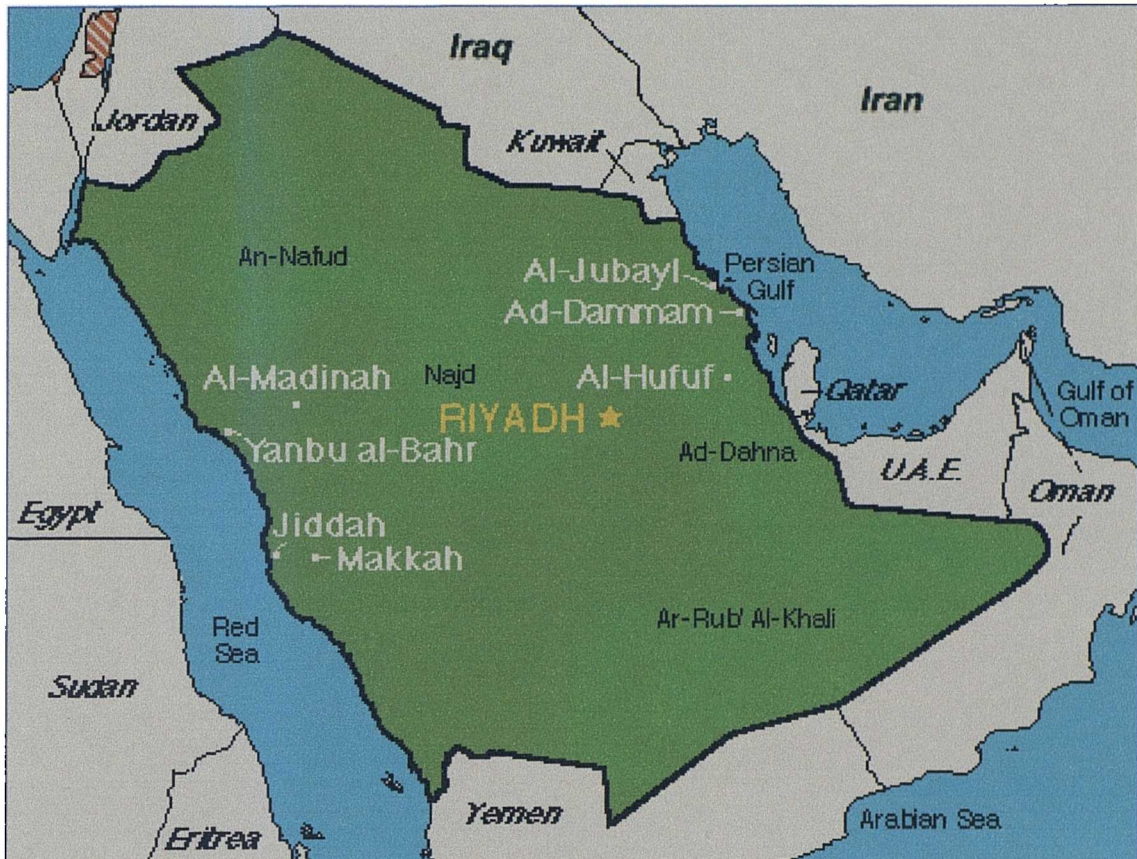 Iraq
Iran
Jordan
Kuwait
An-Nafud
Al-Jubayl
Persian
Gulf
Ad-Dammam
Al-Madinah
Najd
Al-Hufuf
Qatar
Gulf of
Oman
RIYADH
Yanbu al-Bahr
Ad-Dahna
U.A.E.
Oman
Egypt
Jiddah
Makkah
Ar-Rub' Al-Khali
Red
Sea
Sudan
Yemen
Arabian Sea
Eritrea